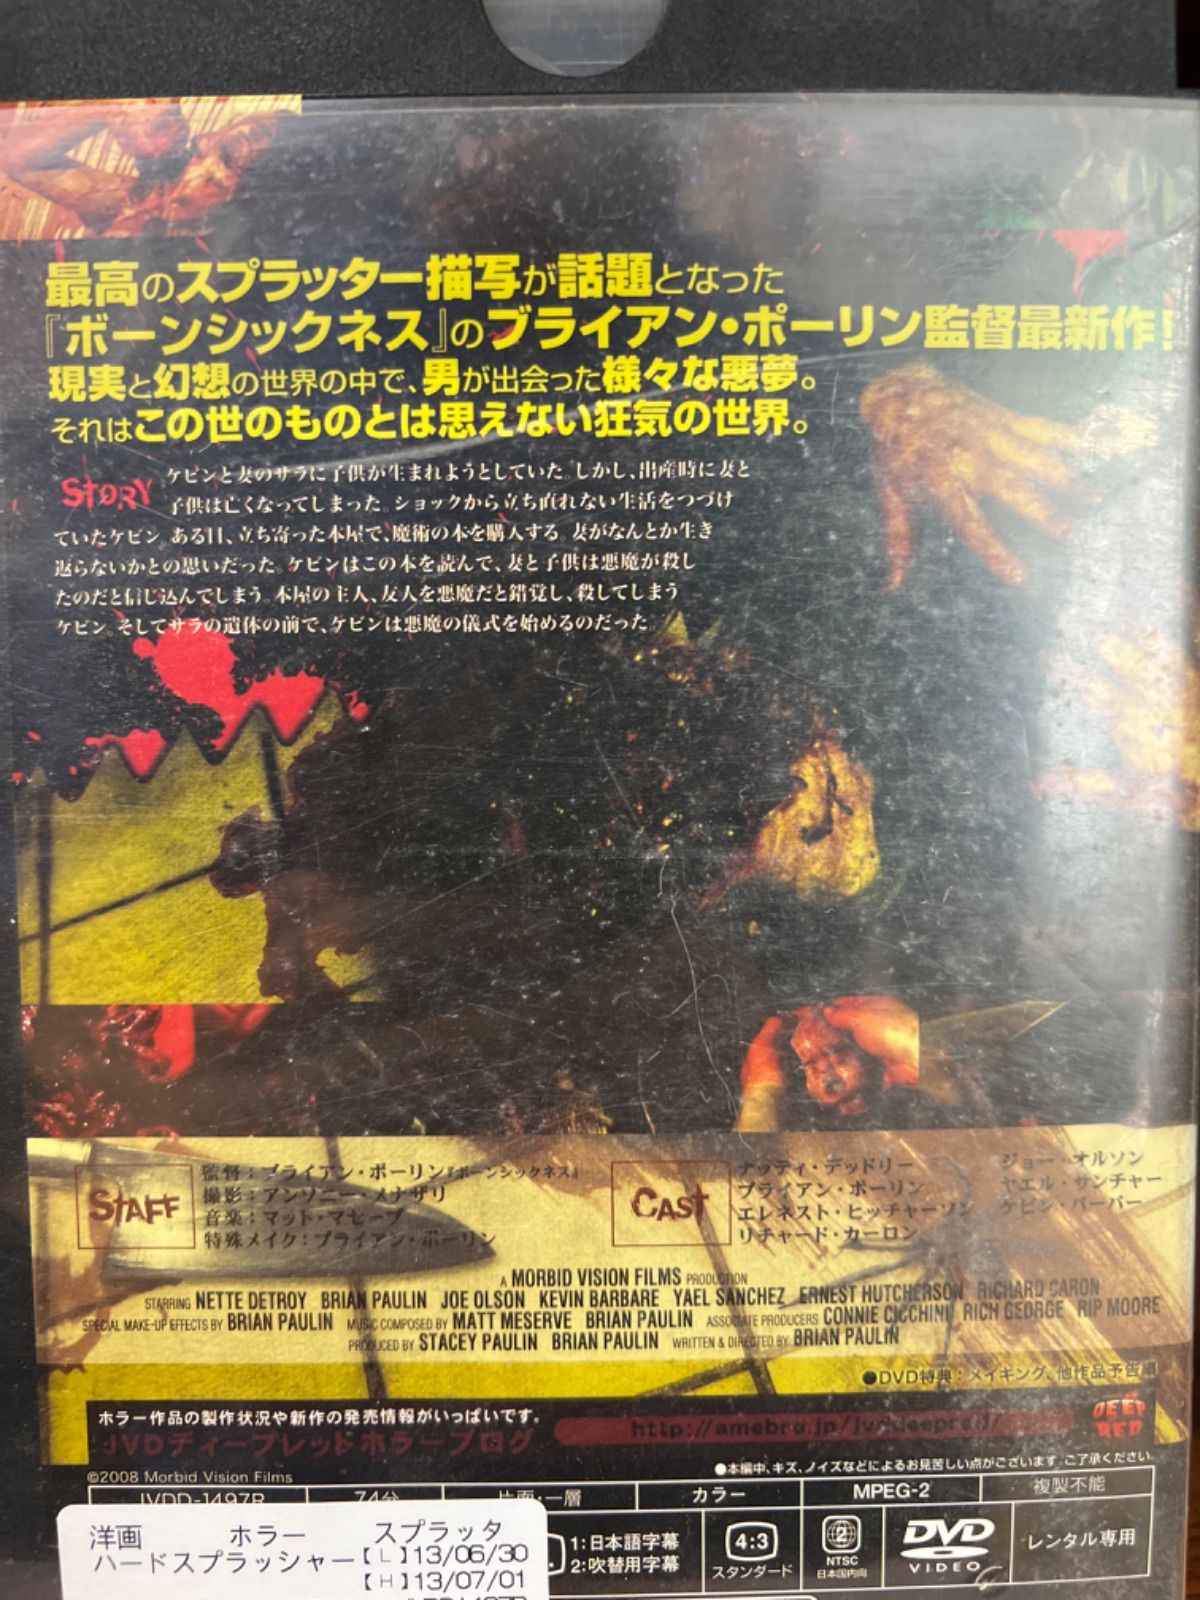 最高のスプラッター描写が話題となった
『ボーンシックネス』のブライアン・ポーリン監督最新作!
現実と幻想の世界の中で、男が出会った様々な悪夢。
それはこの世のものとは思えない狂気の世界。
STORY
ケビンと妻のサラに子供が生まれようとしていた。しかし、出産時に妻と
子供は亡くなってしまった。ショックから立ち直れない生活をつづけ
ていたケビン。ある日、立ち寄った本屋で、魔術の本を購入する。妻がなんとか生き
返らないかとの思いだった。ケビンはこの本を読んで、妻と子供は悪魔が殺し
たのだと信じ込んでしまう。本屋の主人、友人を悪魔だと錯覚し、殺してしまう
ケビン。そしてサラの遺体の前で、ケビンは悪魔の儀式を始めるのだった。
STAFF
監督：ブライアン・ポーリン『ボーンシックネス』
撮影：アンソニー・メナザリ
音楽：マット・マセーブ
特殊メイク：ブライアン・ポーリン
CAST
ナッティ・デッドリー
ブライアン・ポーリン
エレネスト・ヒッチャーソン
リチャード・カーロン
ジョー・オルソン
ヤエル・サンチャー
ケビン・バーバー
A MORBID VISION FILMS PRODUCTION
STARRING NETTE DETROY BRIAN PAULIN JOE OLSON KEVIN BARBARE YAEL SANCHEZ ERNEST HUTCHERSON RICHARD CARON
SPECIAL MAKE-UP EFFECTS BY BRIAN PAULIN MUSIC COMPOSED BY MATT MESERVE BRIAN PAULIN ASSOCIATE PRODUCERS CONNIE CICCHINI RICH GEORGE RIP MOORE
PRODUCED BY STACEY PAULIN BRIAN PAULIN WRITTEN & DIRECTED BY BRIAN PAULIN
●DVD特典：メイキング、他作品予告編
ホラー作品の製作状況や新作の発売情報がいっぱいです。
JVDディープレッドホラーブログ
http://amebro.jp/jvddeepred/
DEEP RED
●本編中、キズ、ノイズなどによるお見苦しい点がございます。ご了承ください。
©2008 Morbid Vision Films
JVDD-1497R 74分 片面・一層 カラー MPEG-2 複製不能
1:日本語字幕
2:吹替用字幕
4:3
スタンダード
2
NTSC
日本国内向
DVD
VIDEO
レンタル専用
洋画 ホラー スプラッタ
ハードスプラッシャー【L】13/06/30
【H】13/07/01